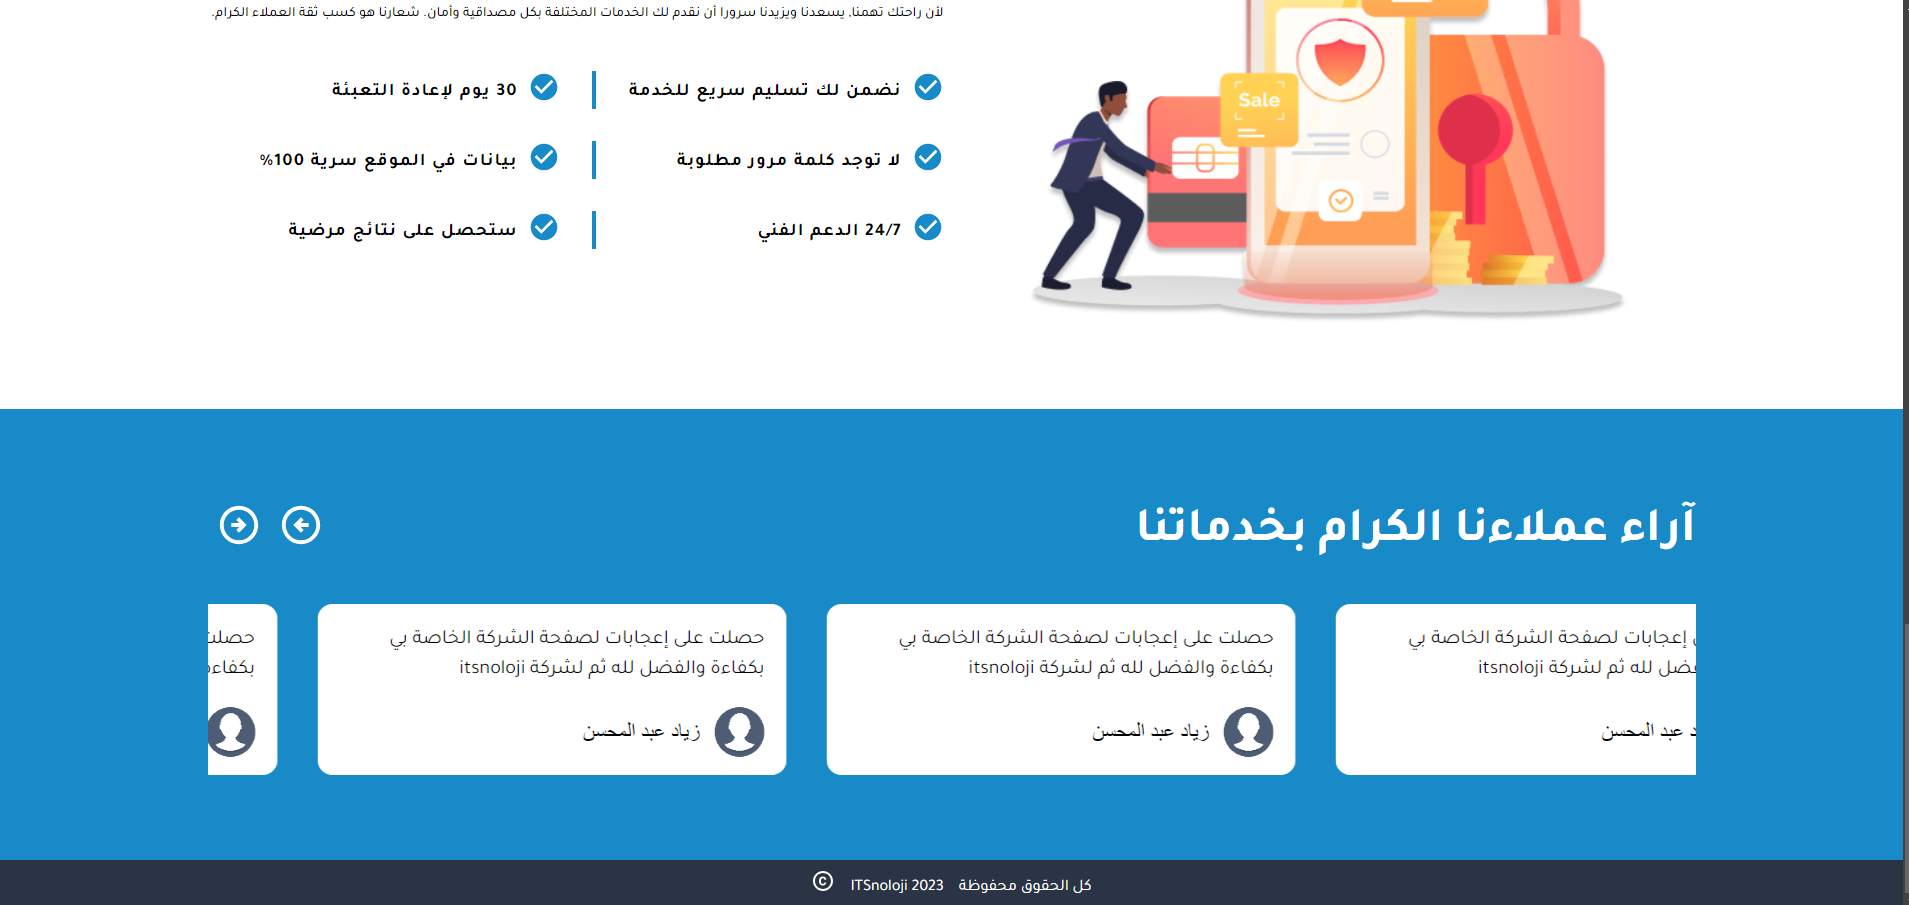 لأن راحتك تهمنا, يسعدنا ويزيدنا سرورا أن نقدم لك الخدمات المختلفة بكل مصداقية وأمان. شعارنا هو كسب ثقة العملاء الكرام.
نضمن لك تسليم سريع للخدمة
30 يوم لإعادة التعبئة
لا توجد كلمة مرور مطلوبة
بيانات في الموقع سرية 100%
24/7 الدعم الفني
ستحصل على نتائج مرضية
Sale
آراء عملاءنا الكرام بخدماتنا
إعجابات لصفحة الشركة الخاصة بي
لله ثم لشركة itsnoloji
عبد المحسن
حصلت على إعجابات لصفحة الشركة الخاصة بي
بكفاءة والفضل لله ثم لشركة itsnoloji
زياد عبد المحسن
حصلت على إعجابات لصفحة الشركة الخاصة بي
بكفاءة والفضل لله ثم لشركة itsnoloji
زياد عبد المحسن
حصلت
كل الحقوق محفوظة ITSnoloji 2023 ©